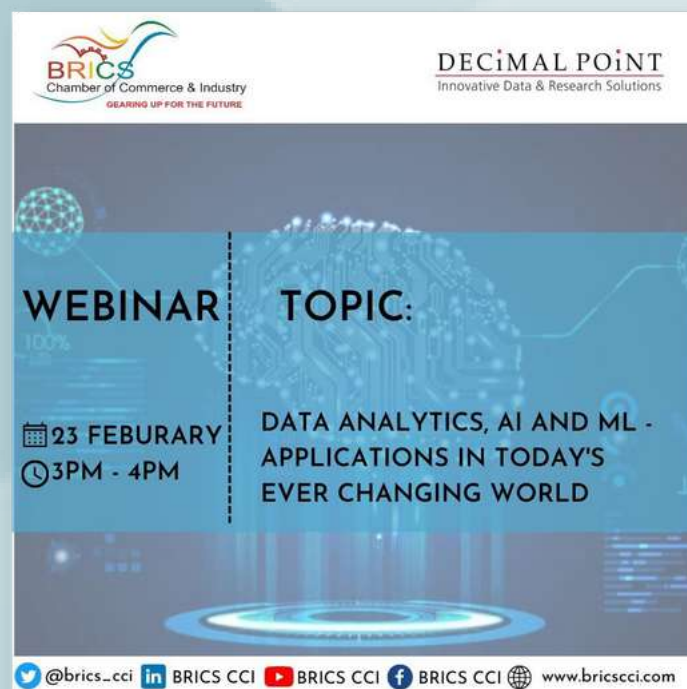 BRICS
Chamber of Commerce & Industry
GEARING UP FOR THE FUTURE
DECiMAL POiNT
Innovative Data & Research Solutions
WEBINAR
TOPIC:
100%
23 FEBURARY
3PM - 4PM
DATA ANALYTICS, AI AND ML -
APPLICATIONS IN TODAY'S
EVER CHANGING WORLD
@brics_cci BRICS CCI BRICS CCI BRICS CCI www.bricscci.com